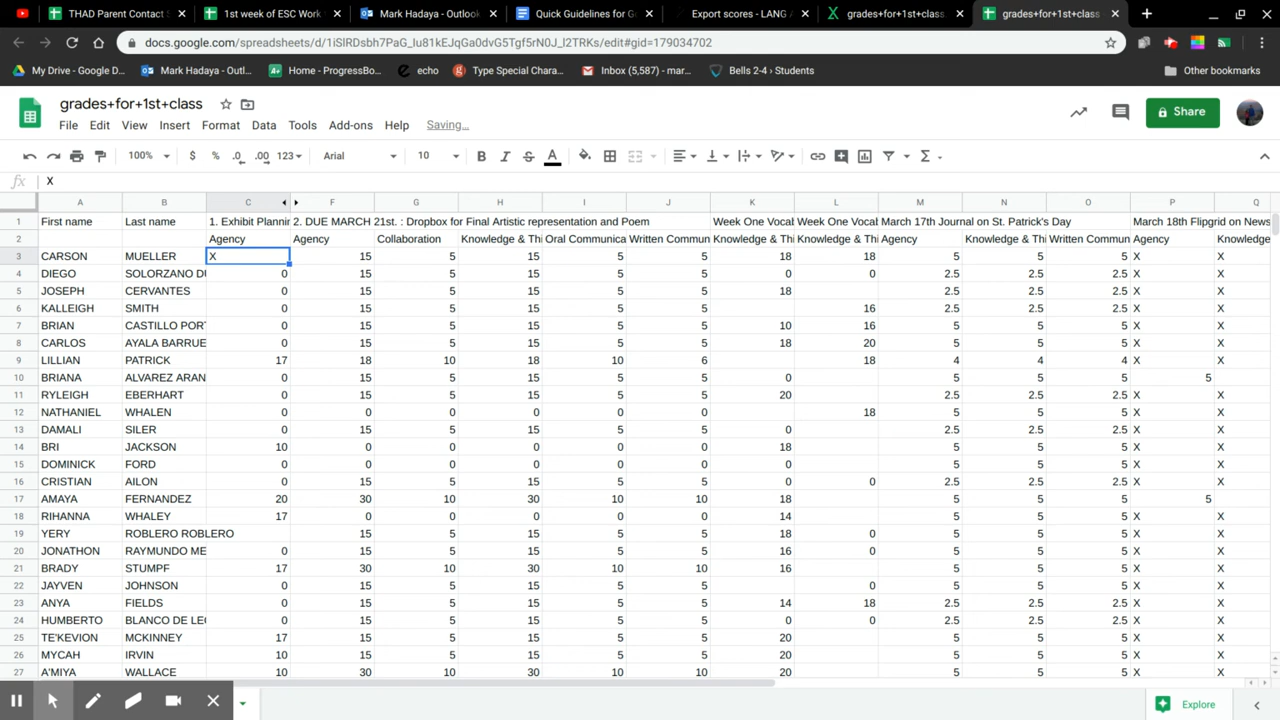 THAD Parent Contact S
1st week of ESC Work
Mark Hadaya - Outlook
Quick Guidelines for Go
Export scores - LANG A
grades+for+1st+class.
grades+for+1st+class
docs.google.com/spreadsheets/d/1iSlRDsbh7PaG_Iu81kEJqGa0dvG5Tgf5rN0J_l2TRKs/edit#gid=179034702
My Drive - Google D...
Mark Hadaya - Outl...
Home - ProgressBo...
echo
Type Special Chara...
Inbox (5,587) - mar...
Bells 2-4 › Students
Other bookmarks
grades+for+1st+class
Share
File Edit View Insert Format Data Tools Add-ons Help Saving...
100% $ % .0 .00 123 Arial 10 B I S A Σ
fx X
A B C F G H I J K L M N O P Q
1 First name Last name 1. Exhibit Plannin 2. DUE MARCH 21st. : Dropbox for Final Artistic representation and Poem Week One Vocab Week One Vocab March 17th Journal on St. Patrick's Day March 18th Flipgrid on News
2 Agency Agency Collaboration Knowledge & Thi Oral Communica Written Commun Knowledge & Thi Knowledge & Thi Agency Knowledge & Thi Written Commun Agency Knowledge
3 CARSON MUELLER X 15 5 15 5 5 18 18 5 5 5 X X
4 DIEGO SOLORZANO DU 0 15 5 15 5 5 0 0 2.5 2.5 2.5 X X
5 JOSEPH CERVANTES 0 15 5 15 5 5 18 2.5 2.5 2.5 X X
6 KALLEIGH SMITH 0 15 5 15 5 5 16 2.5 2.5 2.5 X X
7 BRIAN CASTILLO POR 0 15 5 15 5 5 10 16 5 5 5 X X
8 CARLOS AYALA BARRUE 0 15 5 15 5 5 18 20 5 5 5 X X
9 LILLIAN PATRICK 17 18 10 18 10 6 18 4 4 4 X X
10 BRIANA ALVAREZ ARAN 0 15 5 15 5 5 0 5 5 5 5
11 RYLEIGH EBERHART 0 15 5 15 5 5 20 2.5 2.5 2.5 X X
12 NATHANIEL WHALEN 0 0 0 0 0 0 18 5 5 5 X X
13 DAMALI SILER 0 15 5 15 5 5 0 2.5 2.5 2.5 X X
14 BRI JACKSON 10 0 0 0 0 0 18 5 5 5 X X
15 DOMINICK FORD 0 0 0 0 0 0 0 5 5 5 X X
16 CRISTIAN AILON 0 15 5 15 5 5 0 0 2.5 2.5 2.5 X X
17 AMAYA FERNANDEZ 20 30 10 30 10 10 18 5 5 5 5
18 RIHANNA WHALEY 17 0 0 0 0 0 14 5 5 5 X X
19 YERY ROBLERO ROBLERO 15 5 15 5 5 18 0 5 5 5 X X
20 JONATHON RAYMUNDO ME 0 15 5 15 5 5 16 0 5 5 5 X X
21 BRADY STUMPF 17 30 10 30 10 10 16 5 5 5 X X
22 JAYVEN JOHNSON 0 15 5 15 5 5 0 5 5 5 X X
23 ANYA FIELDS 0 15 5 15 5 5 14 18 2.5 2.5 2.5 X X
24 HUMBERTO BLANCO DE LEO 0 15 5 15 5 5 0 0 2.5 2.5 2.5 X X
25 TE'KEVION MCKINNEY 17 15 5 15 5 5 20 5 5 5 X X
26 MYCAH IRVIN 10 15 5 15 5 5 20 5 5 5 X X
27 A'MIYA WALLACE 10 30 10 30 10 10 20 5 5 5 X X
Explore